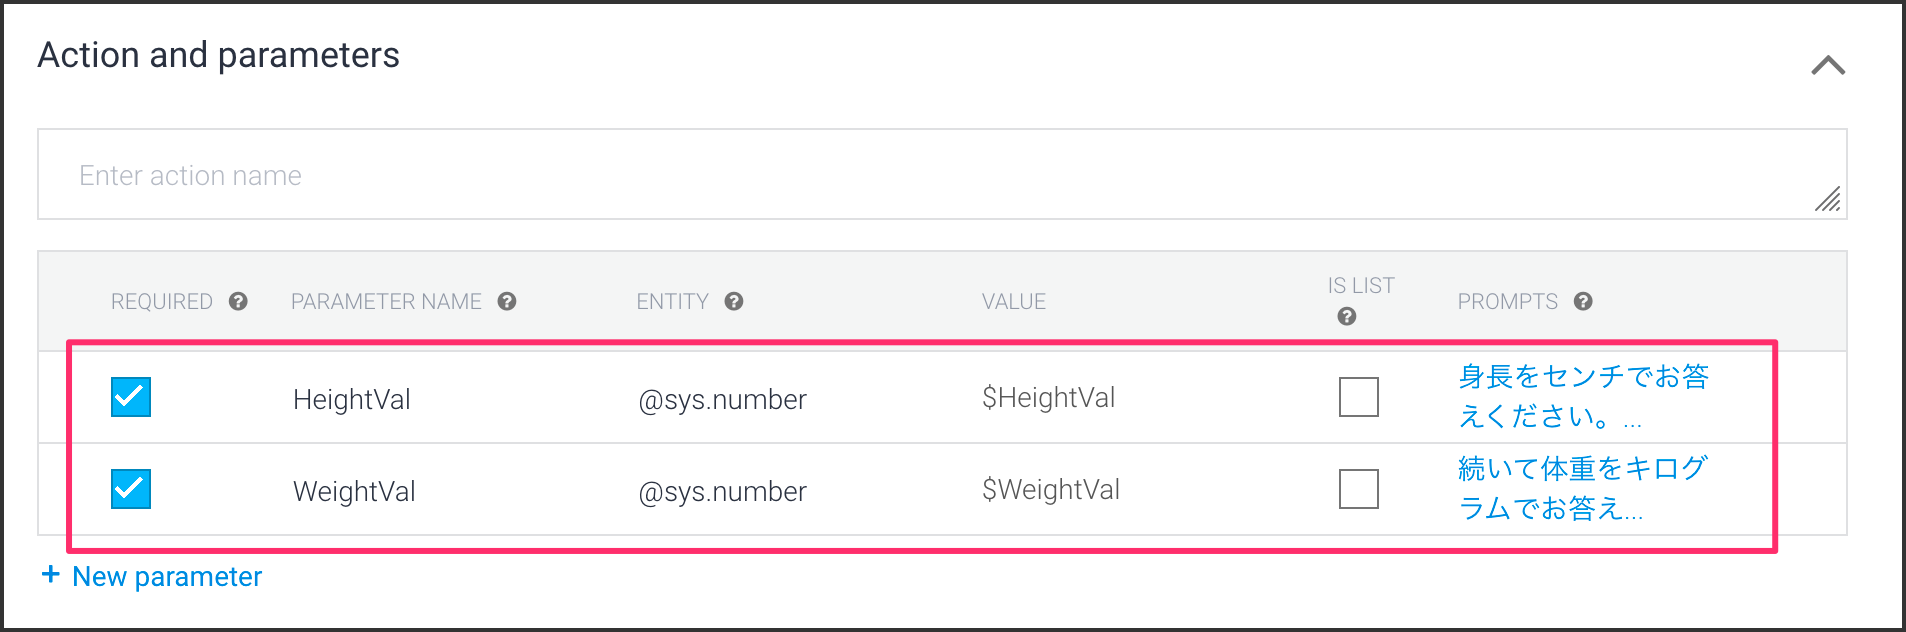 Action and parameters
Enter action name
REQUIRED PARAMETER NAME ENTITY VALUE IS LIST PROMPTS
HeightVal @sys.number $HeightVal 身長をセンチでお答
えください。...
WeightVal @sys.number $WeightVal 続いて体重をキログ
ラムでお答え...
+ New parameter